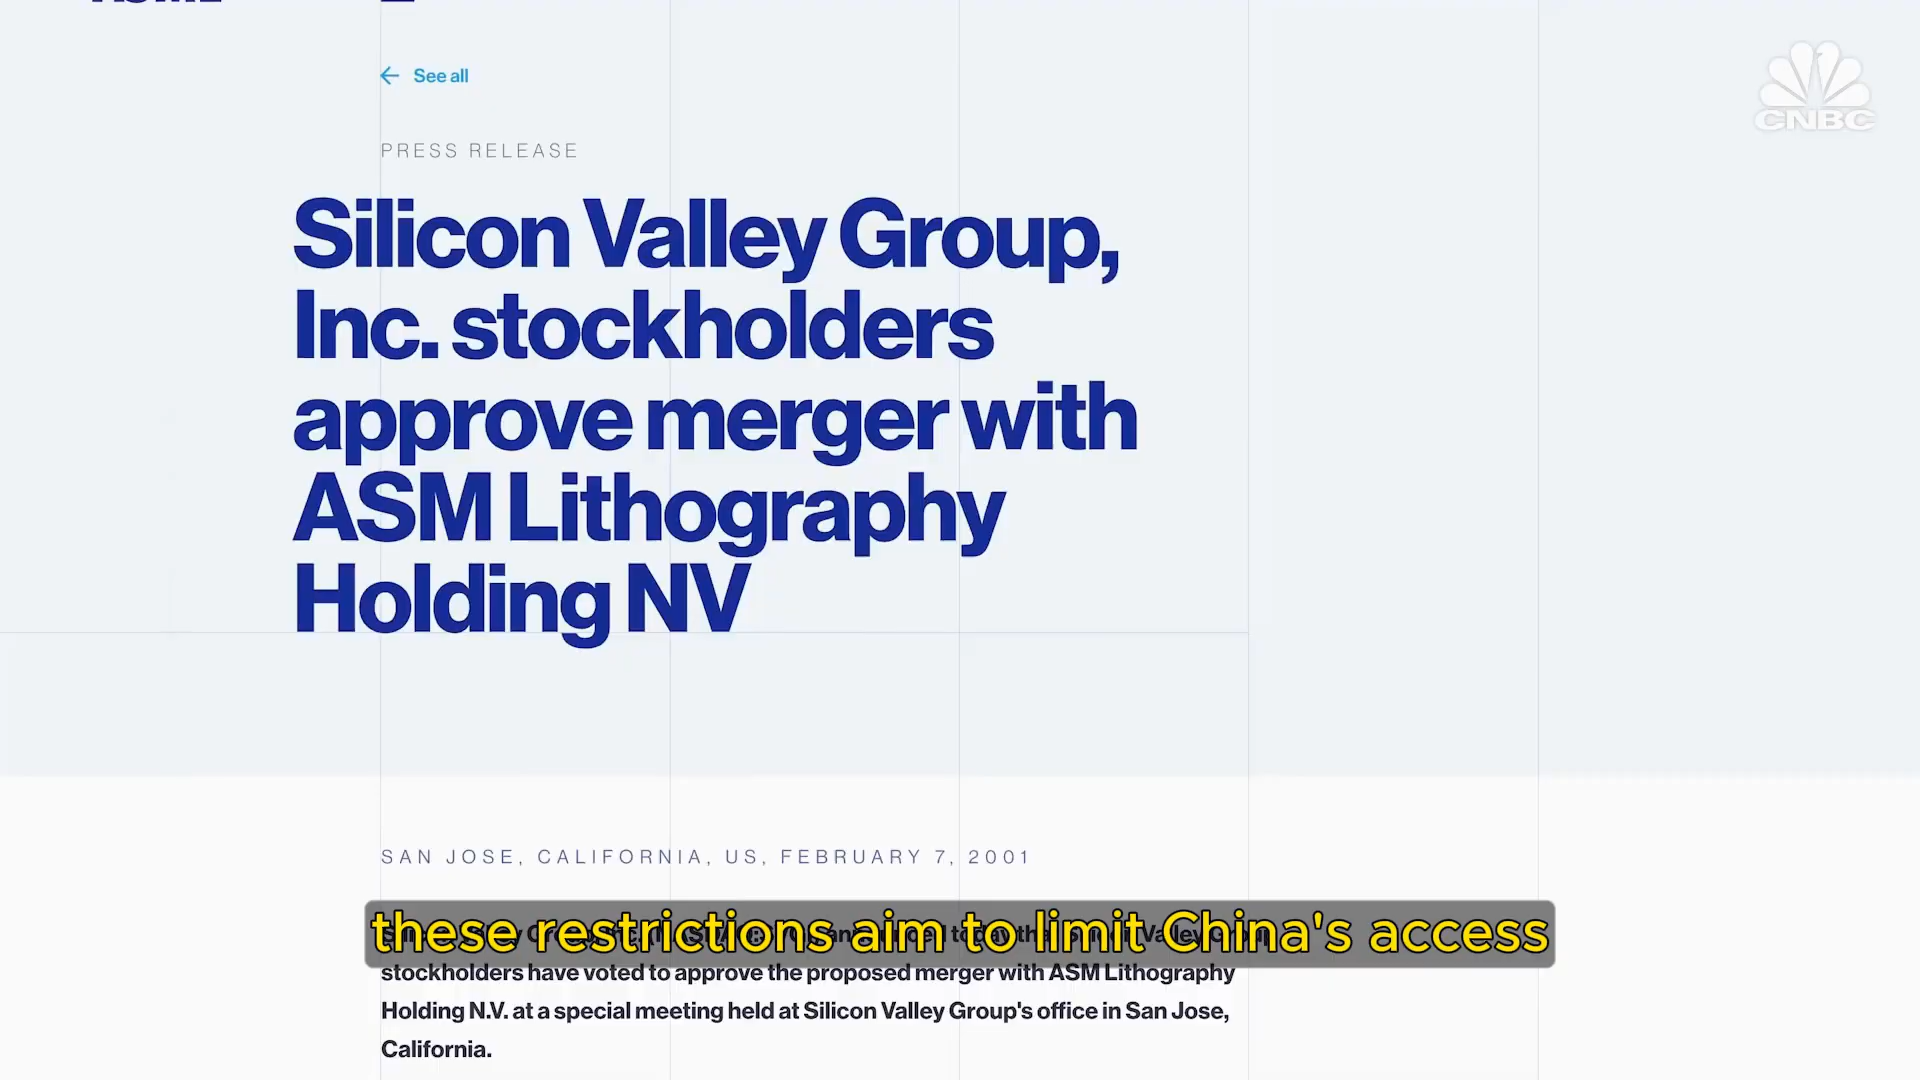 ← See all
CNBC
PRESS RELEASE
Silicon Valley Group,
Inc. stockholders
approve merger with
ASM Lithography
Holding NV
SAN JOSE, CALIFORNIA, US, FEBRUARY 7, 2001
these restrictions aim to limit China's access
stockholders have voted to approve the proposed merger with ASM Lithography
Holding N.V. at a special meeting held at Silicon Valley Group's office in San Jose,
California.